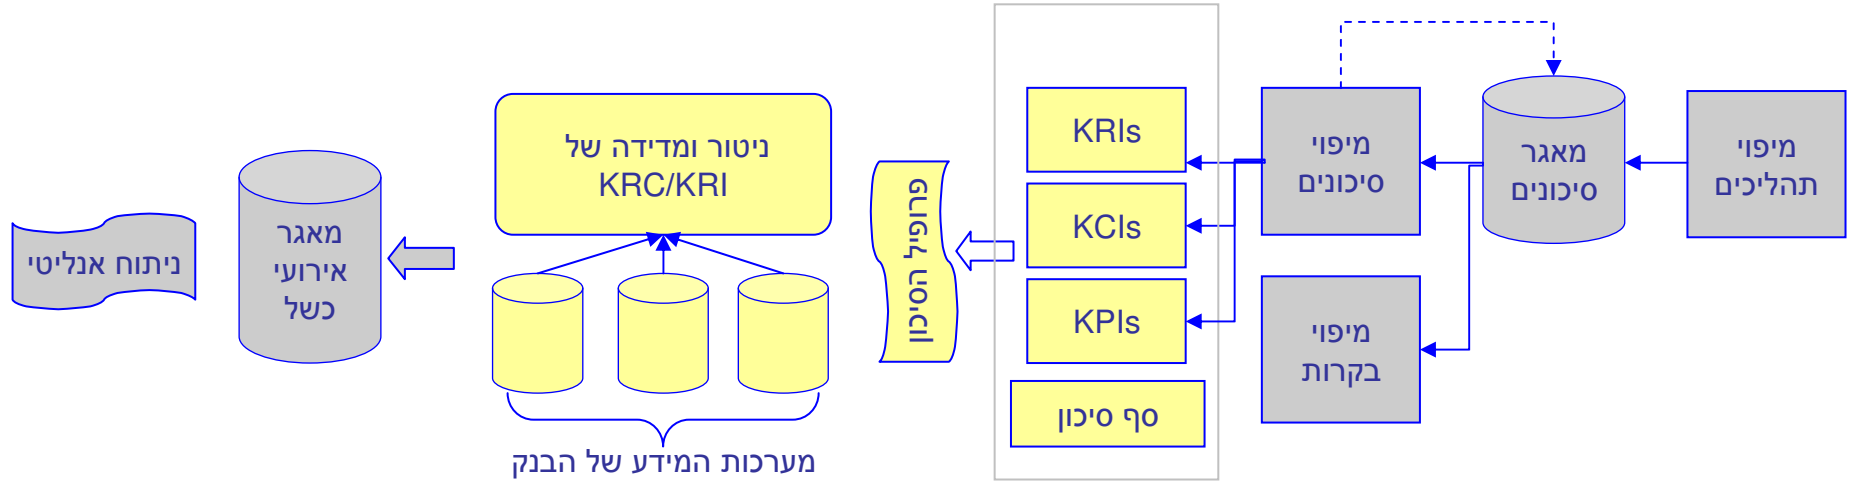 מיפוי
תהליכים
מאגר
סיכונים
מיפוי
סיכונים
מיפוי
בקרות
KRIs
KCIs
KPIs
סף סיכון
פרופיל הסיכון
ניטור ומדידה של
KRC/KRI
מערכות המידע של הבנק
מאגר
אירועי
כשל
ניתוח אנליטי